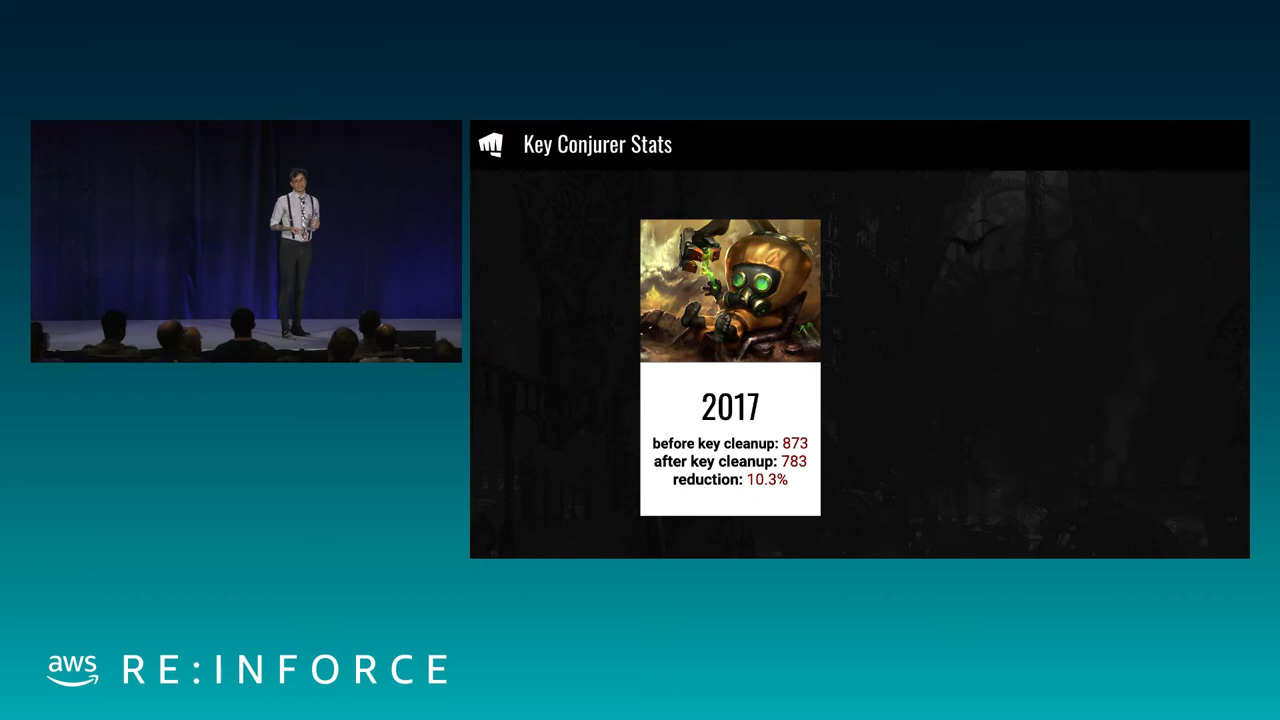 Key Conjurer Stats
2017
before key cleanup: 873
after key cleanup: 783
reduction: 10.3%
aws RE:INFORCE